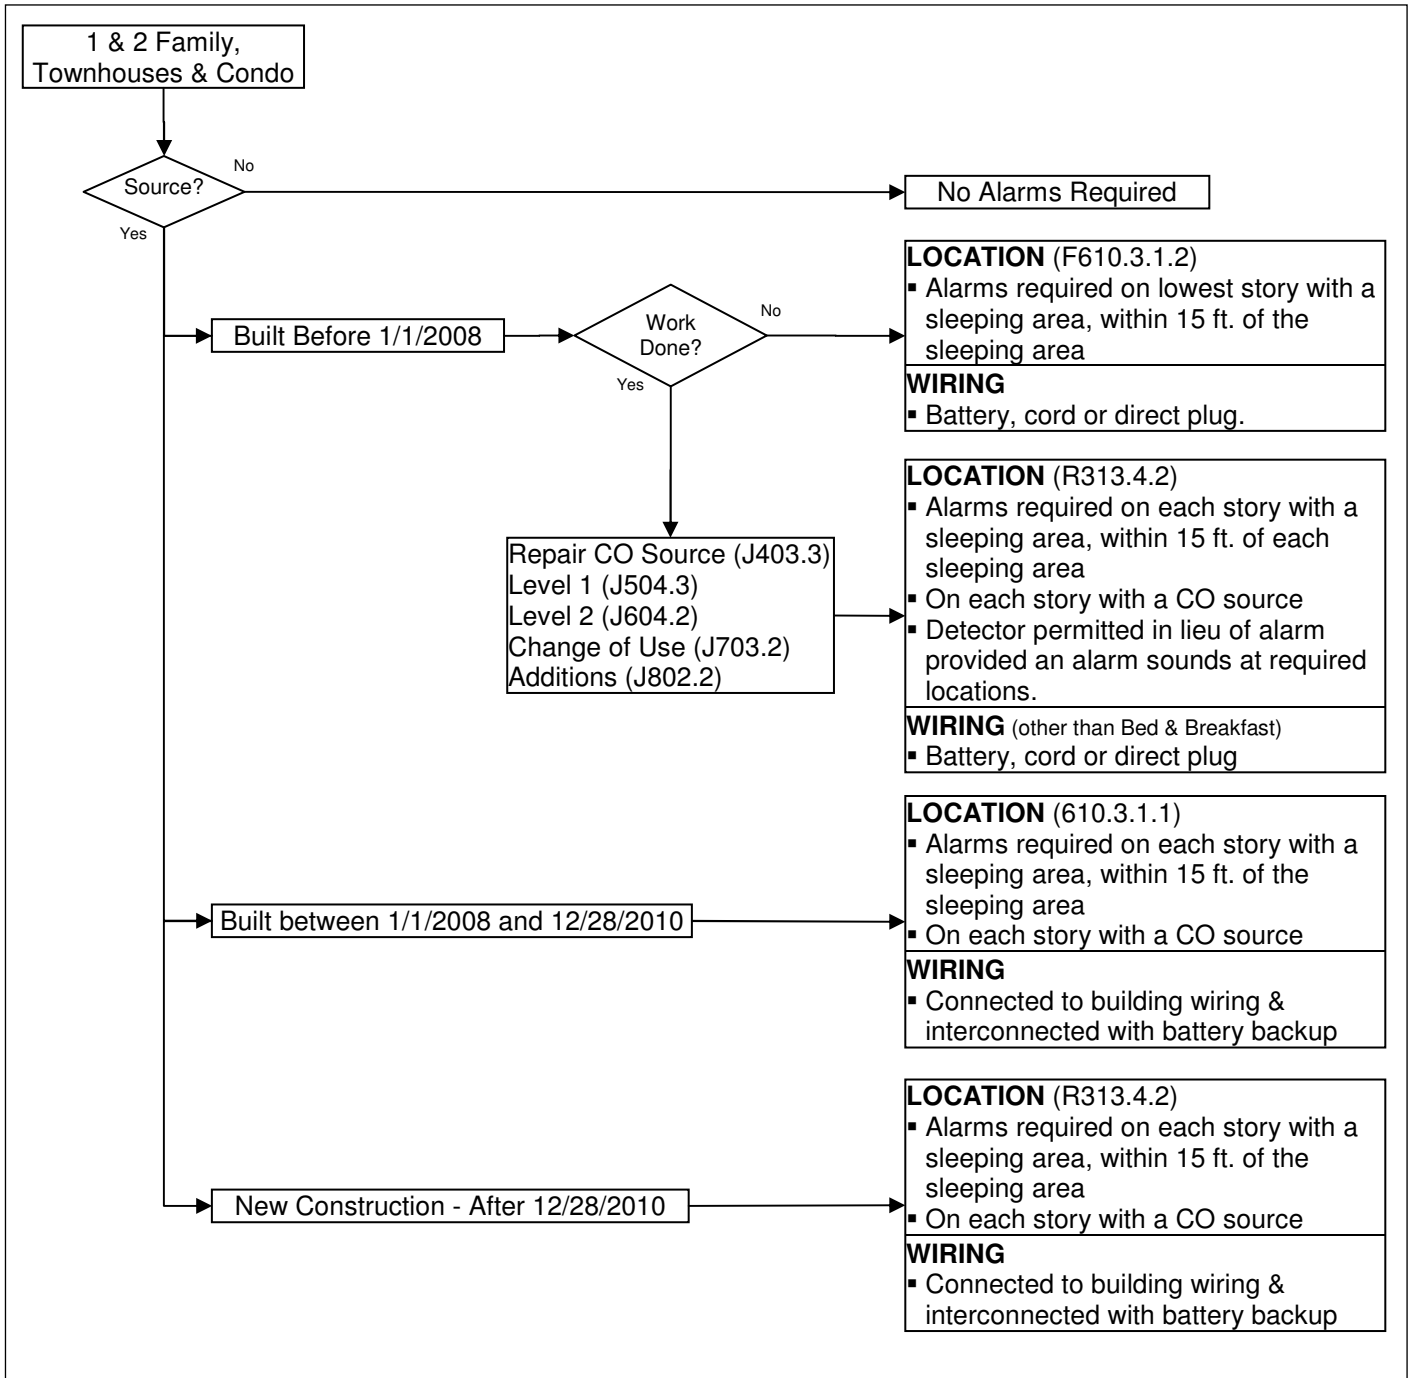 1 & 2 Family,
Townhouses & Condo
Source?
No
Yes
No Alarms Required
Built Before 1/1/2008
Work
Done?
No
Yes
LOCATION (F610.3.1.2)
▪ Alarms required on lowest story with a
sleeping area, within 15 ft. of the
sleeping area
WIRING
▪ Battery, cord or direct plug.
Repair CO Source (J403.3)
Level 1 (J504.3)
Level 2 (J604.2)
Change of Use (J703.2)
Additions (J802.2)
LOCATION (R313.4.2)
▪ Alarms required on each story with a
sleeping area, within 15 ft. of each
sleeping area
▪ On each story with a CO source
▪ Detector permitted in lieu of alarm
provided an alarm sounds at required
locations.
WIRING (other than Bed & Breakfast)
▪ Battery, cord or direct plug
Built between 1/1/2008 and 12/28/2010
LOCATION (610.3.1.1)
▪ Alarms required on each story with a
sleeping area, within 15 ft. of the
sleeping area
▪ On each story with a CO source
WIRING
▪ Connected to building wiring &
interconnected with battery backup
New Construction - After 12/28/2010
LOCATION (R313.4.2)
▪ Alarms required on each story with a
sleeping area, within 15 ft. of the
sleeping area
▪ On each story with a CO source
WIRING
▪ Connected to building wiring &
interconnected with battery backup